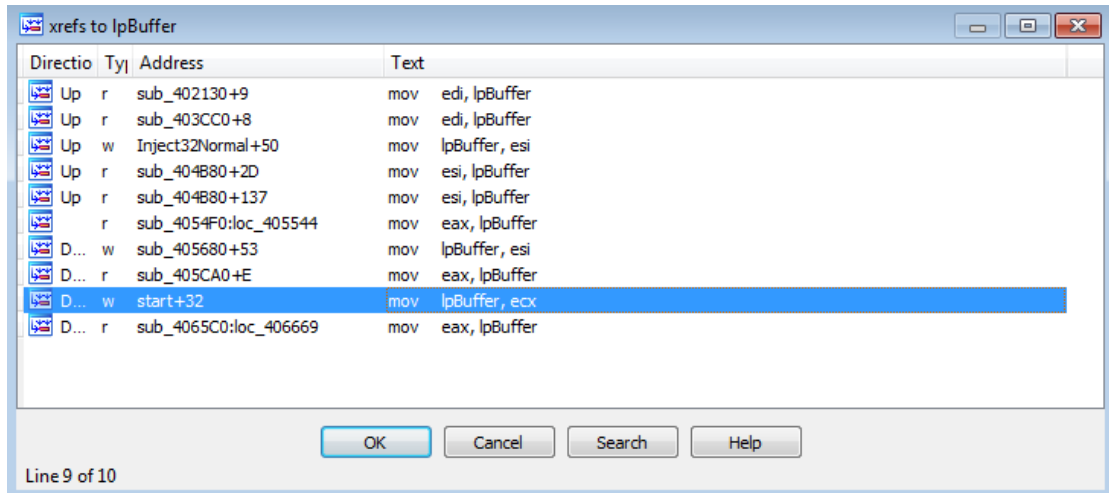 xrefs to lpBuffer
Directio Ty Address Text
Up r sub_402130+9 mov edi, lpBuffer
Up r sub_403CC0+8 mov edi, lpBuffer
Up w Inject32Normal+50 mov lpBuffer, esi
Up r sub_404B80+2D mov esi, lpBuffer
Up r sub_404B80+137 mov esi, lpBuffer
r sub_4054F0:loc_405544 mov eax, lpBuffer
D... w sub_405680+53 mov lpBuffer, esi
D... r sub_405CA0+E mov eax, lpBuffer
D... w start+32 mov lpBuffer, ecx
D... r sub_4065C0:loc_406669 mov eax, lpBuffer
OK Cancel Search Help
Line 9 of 10